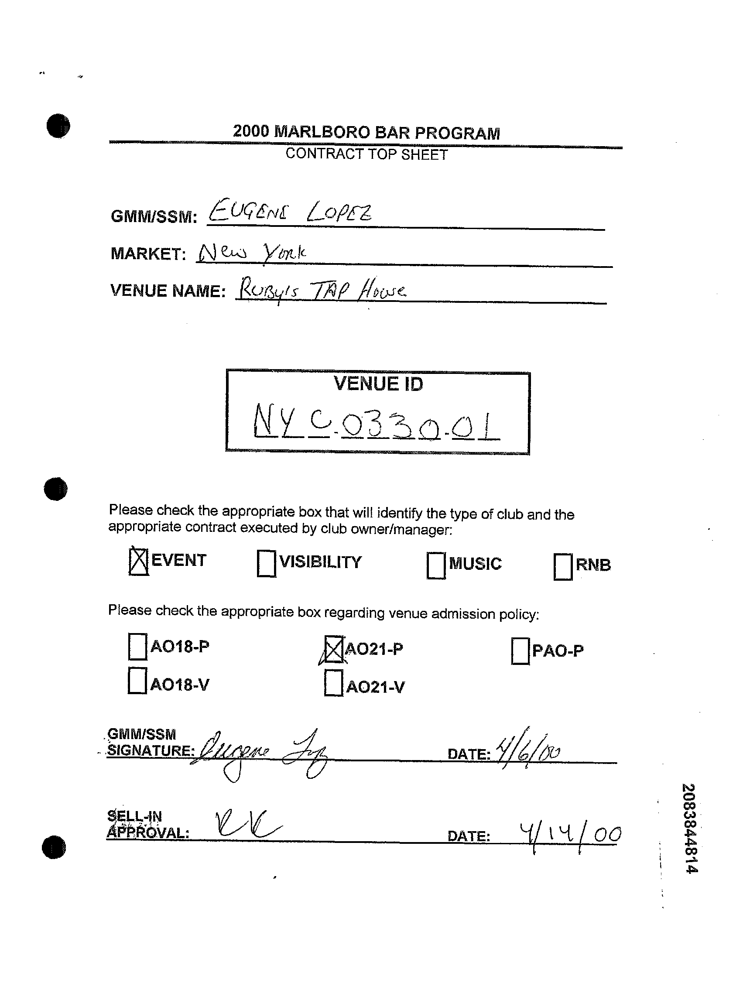 2000 MARLBORO BAR PROGRAM
CONTRACT TOP SHEET
GMM/SSM: EUGENE LOPEZ
MARKET: New York
VENUE NAME: RUBy's TAP House
VENUE ID
NYC.0330.01
Please check the appropriate box that will identify the type of club and the
appropriate contract executed by club owner/manager:
EVENT VISIBILITY MUSIC RNB
Please check the appropriate box regarding venue admission policy:
AO18-P AO21-P PAO-P
AO18-V AO21-V
GMM/SSM
SIGNATURE: Eugene DATE: 4/6/00
SELL-IN
APPROVAL: RK DATE: 4/14/00
2083844814